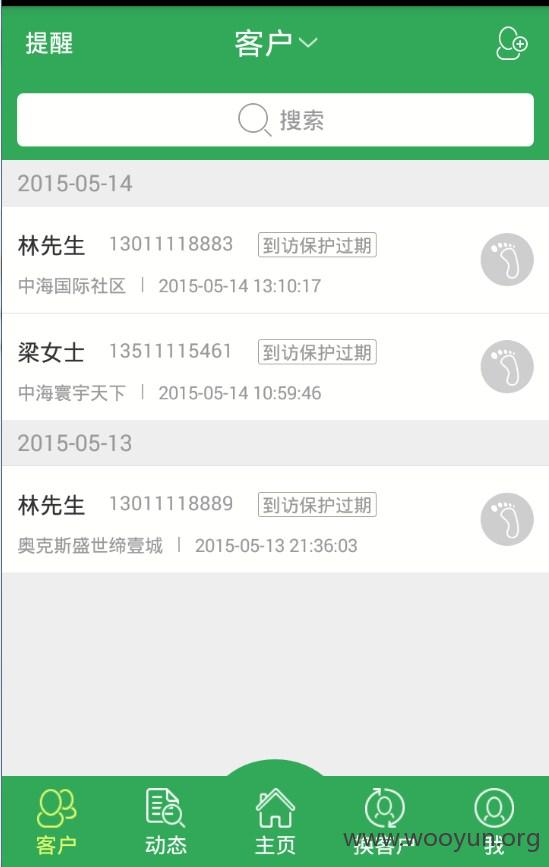 提醒 客户
搜索
2015-05-14
林先生 13011118883 到访保护过期
中海国际社区 | 2015-05-14 13:10:17
梁女士 13511115461 到访保护过期
中海寰宇天下 | 2015-05-14 10:59:46
2015-05-13
林先生 13011118889 到访保护过期
奥克斯盛世缔壹城 | 2015-05-13 21:36:03
客户 动态 主页 换客户 我
www.wooyun.org